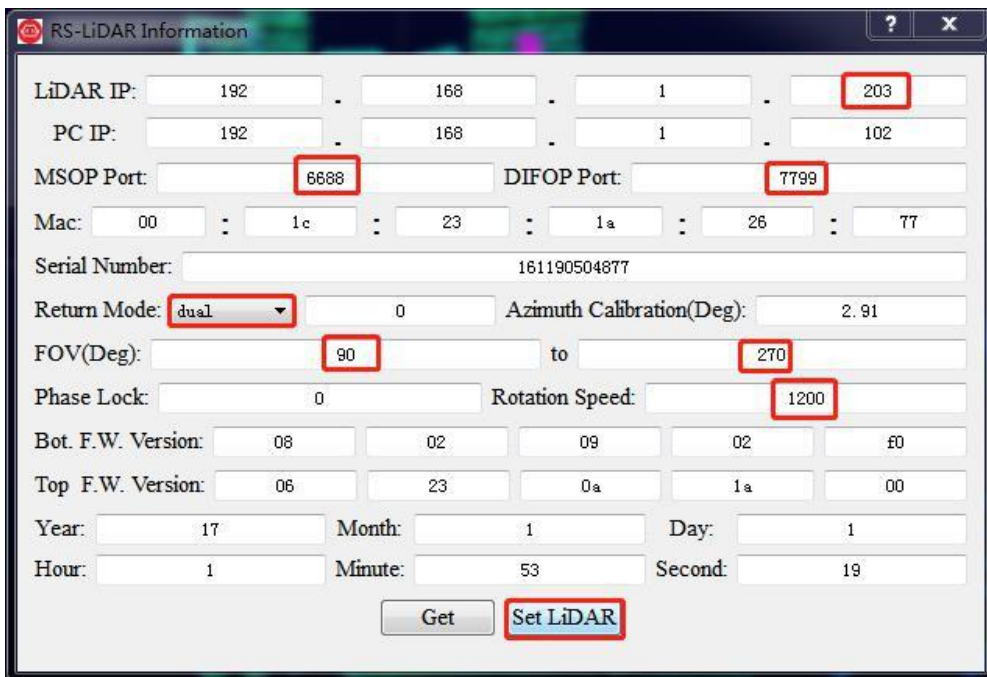 RS-LiDAR Information ? x
LiDAR IP: 192 . 168 . 1 . 203
PC IP: 192 . 168 . 1 . 102
MSOP Port: 6688 DIFOP Port: 7799
Mac: 00 : 1c : 23 : 1a : 26 : 77
Serial Number: 161190504877
Return Mode: dual 0 Azimuth Calibration(Deg): 2.91
FOV(Deg): 90 to 270
Phase Lock: 0 Rotation Speed: 1200
Bot. F.W. Version: 08 02 09 02 f0
Top F.W. Version: 06 23 0a 1a 00
Year: 17 Month: 1 Day: 1
Hour: 1 Minute: 53 Second: 19
Get Set LiDAR